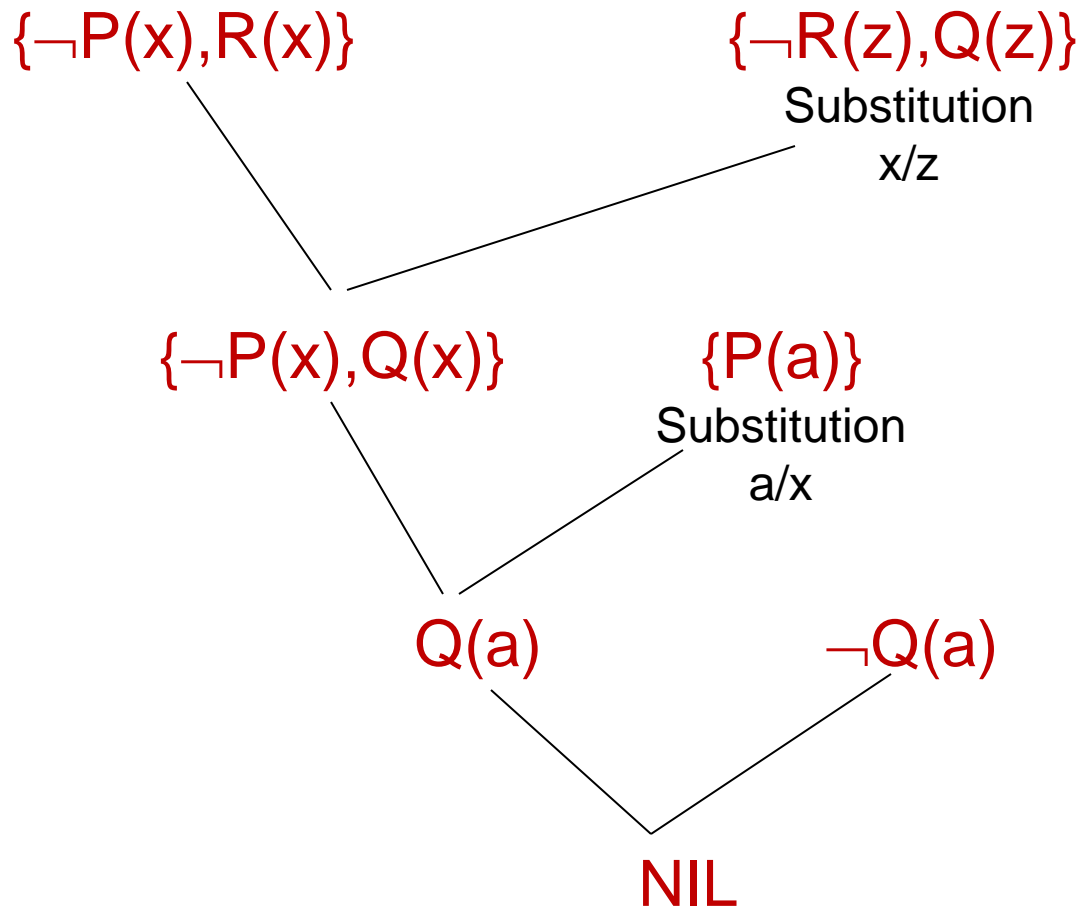 {¬P(x),R(x)} {¬R(z),Q(z)}
Substitution
x/z
{¬P(x),Q(x)} {P(a)}
Substitution
a/x
Q(a) ¬Q(a)
NIL